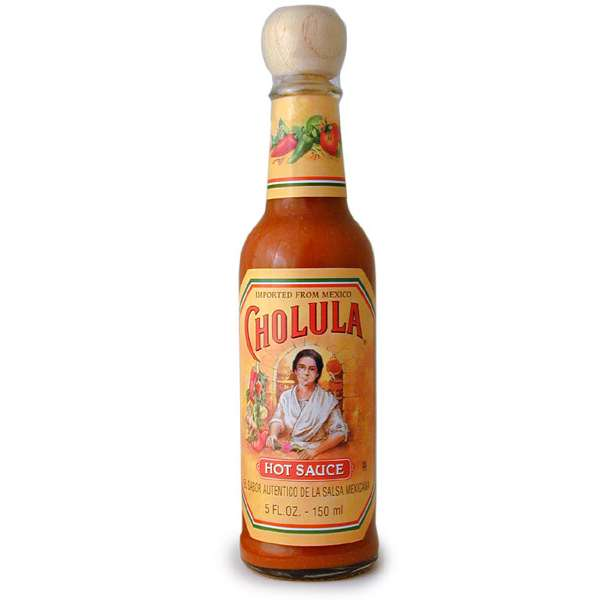 IMPORTED FROM MEXICO
CHOLULA
HOT SAUCE
EL SABOR AUTENTICO DE LA SALSA MEXICANA
5 FL.OZ. - 150 ml